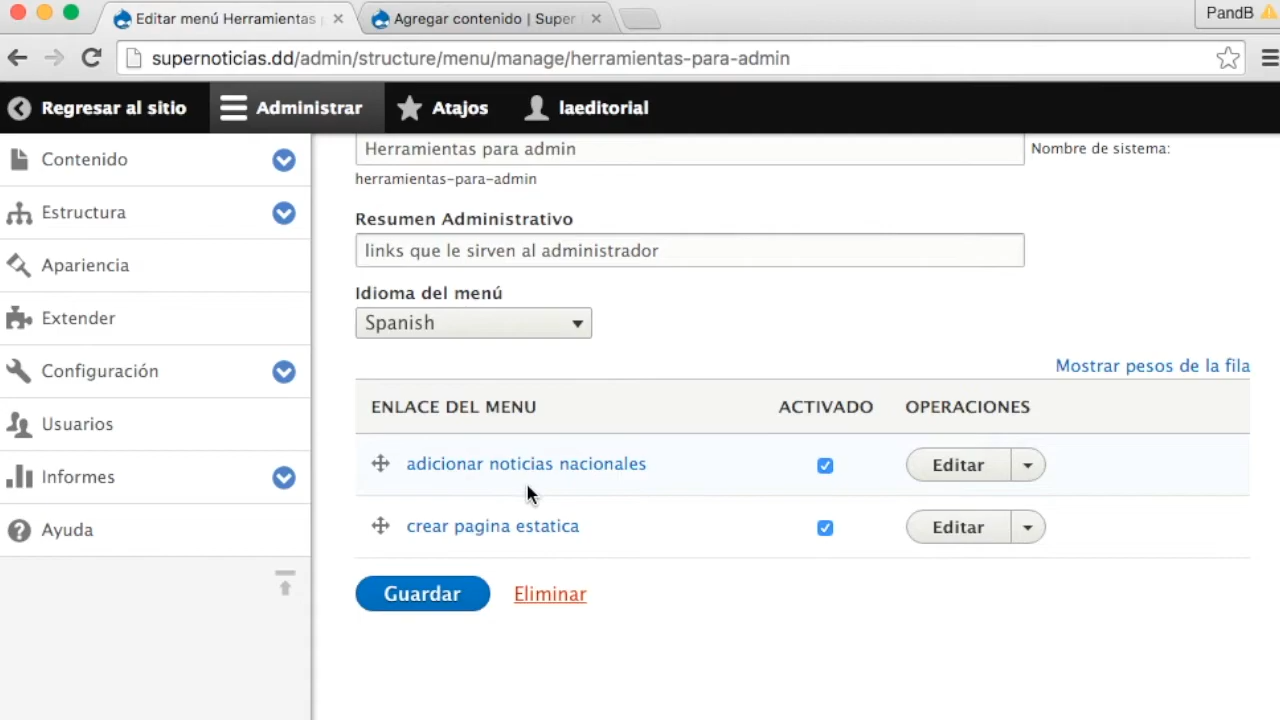 Editar menú Herramientas p
Agregar contenido | Super
PandB
supernoticias.dd/admin/structure/menu/manage/herramientas-para-admin
Regresar al sitio Administrar Atajos laeditorial
Contenido
Estructura
Apariencia
Extender
Configuración
Usuarios
Informes
Ayuda
Herramientas para admin Nombre de sistema:
herramientas-para-admin
Resumen Administrativo
links que le sirven al administrador
Idioma del menú
Spanish
Mostrar pesos de la fila
ENLACE DEL MENU ACTIVADO OPERACIONES
adicionar noticias nacionales Editar
crear pagina estatica Editar
Guardar Eliminar